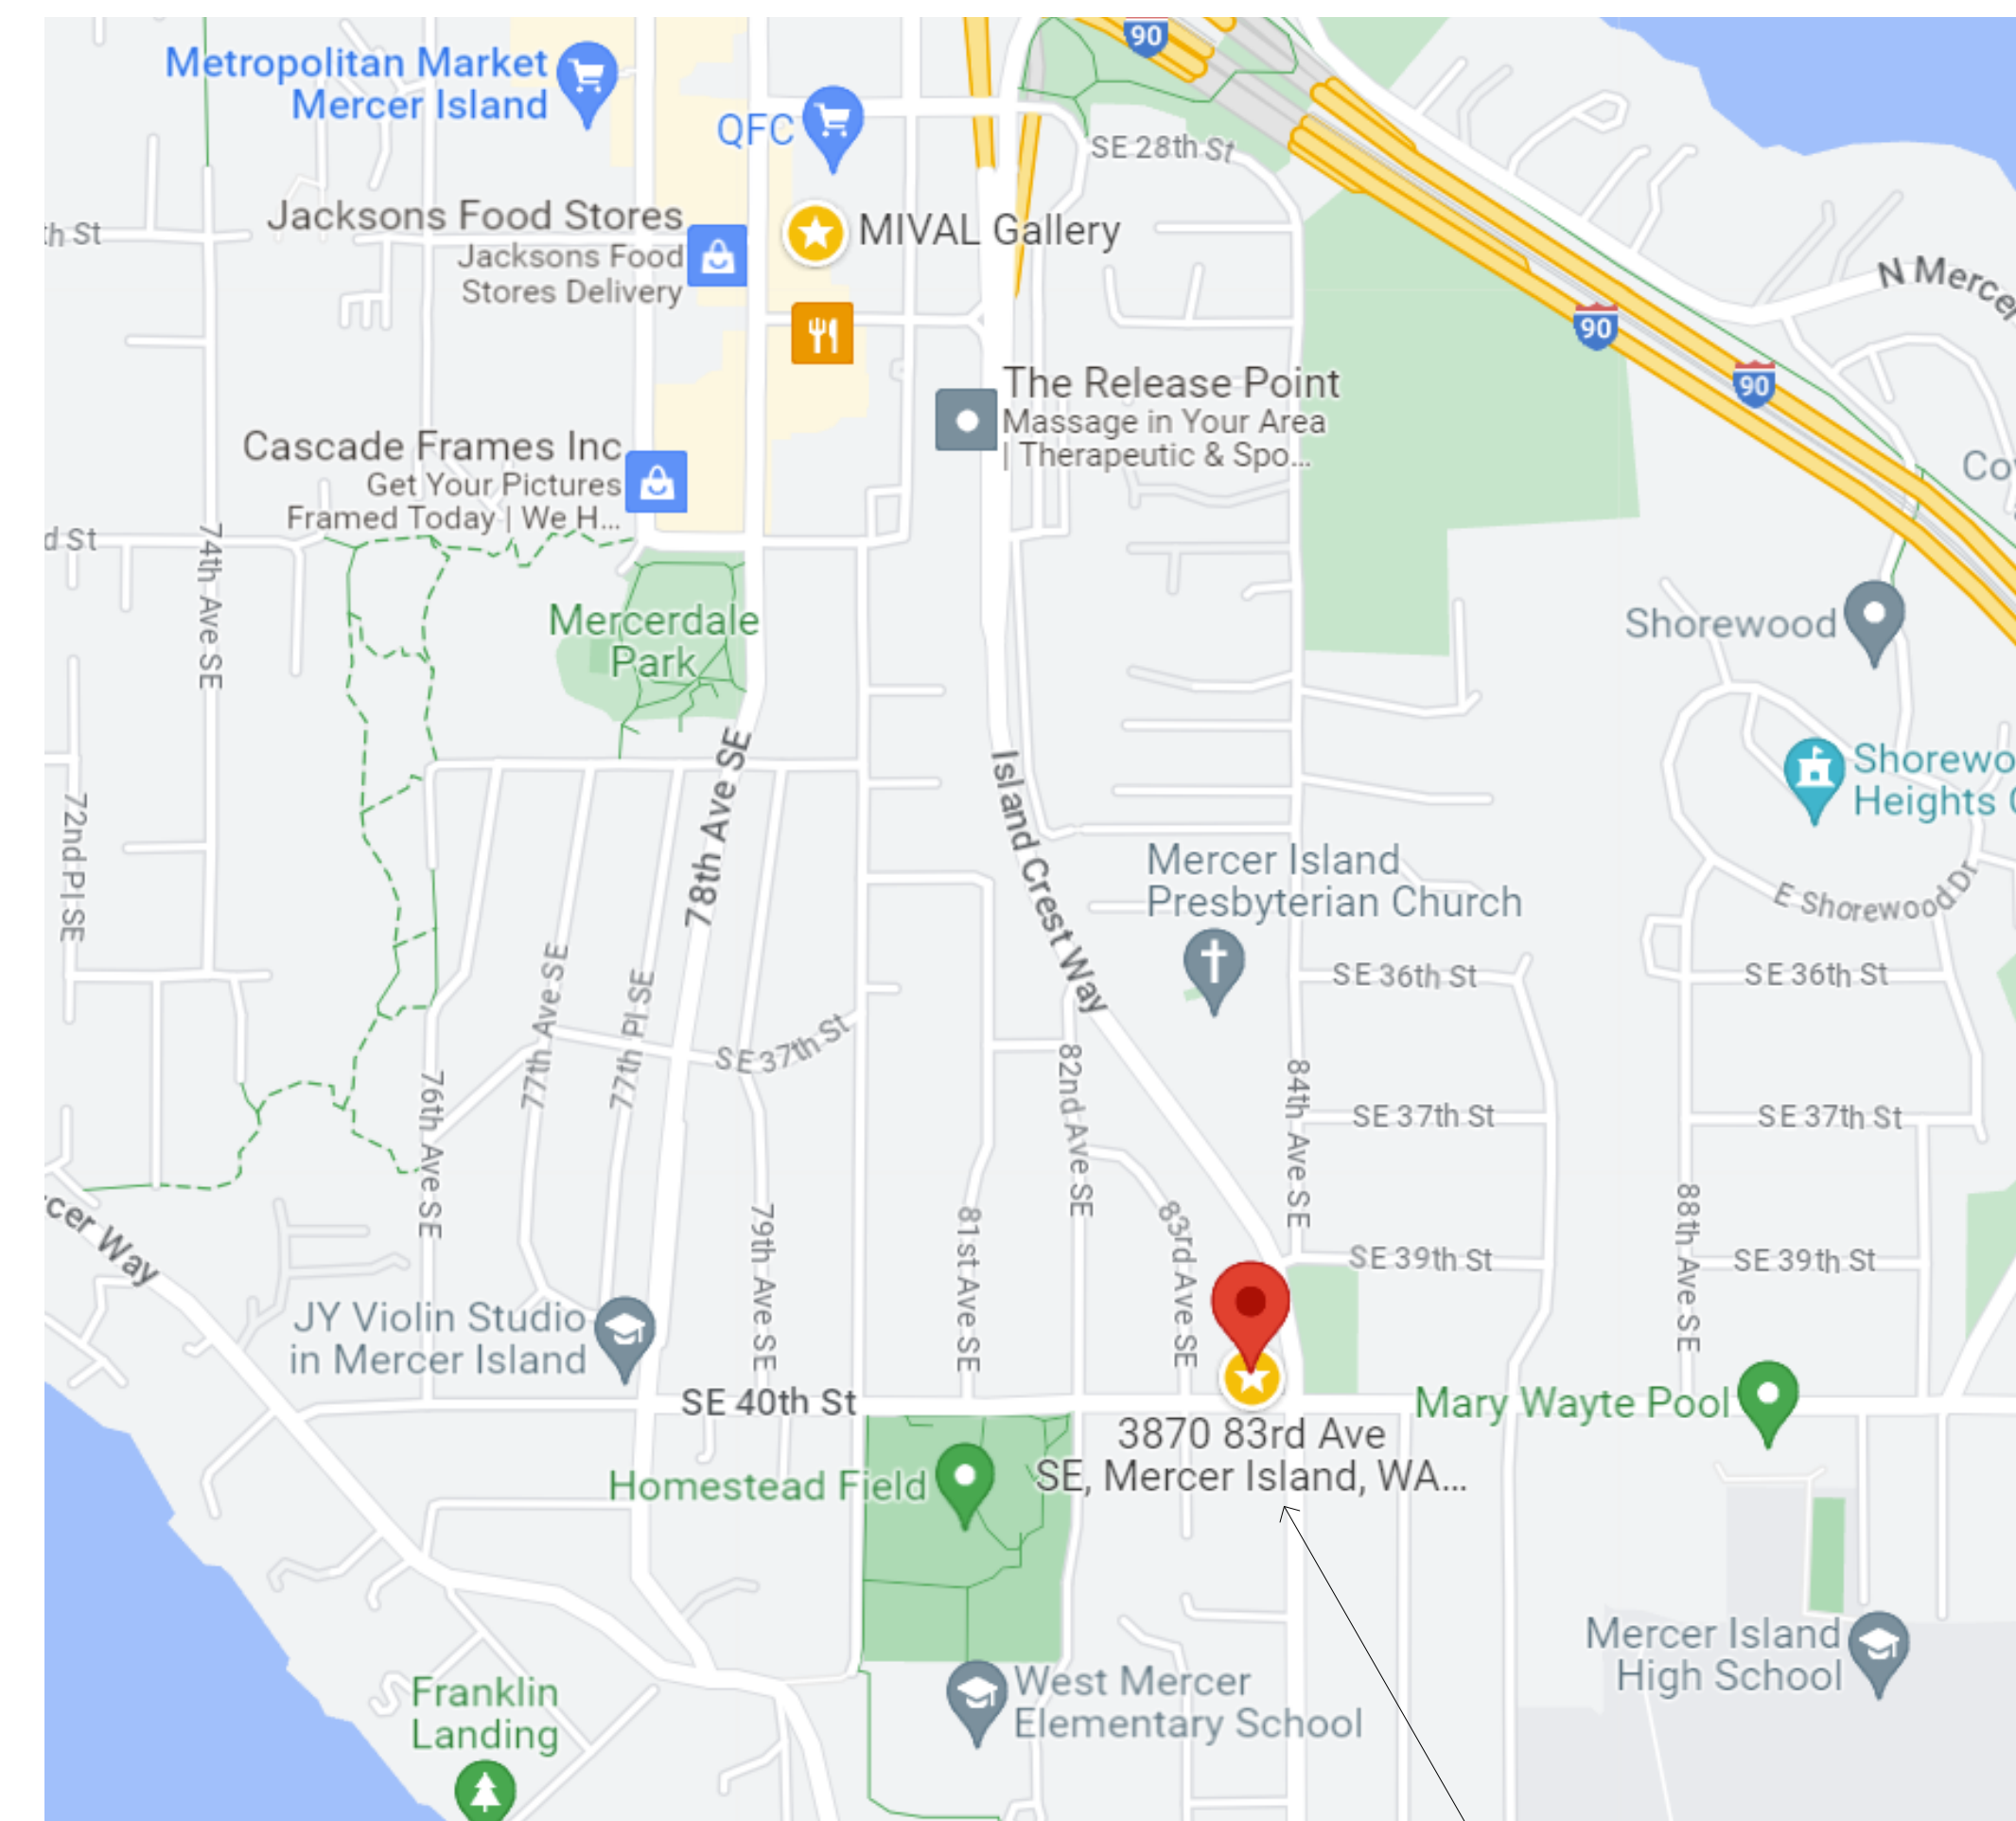 90
Metropolitan Market
Mercer Island
QFC
SE 28th St
Jacksons Food Stores
Jacksons Food
Stores Delivery
MIVAL Gallery
th St
N Mercer
90
90
The Release Point
Massage in Your Area
| Therapeutic & Spo...
Cascade Frames Inc
Get Your Pictures
Framed Today | We H...
Co
d St
74th Ave SE
Mercerdale
Park
Shorewood
78th Ave SE
Island Crest Way
Shorewo
Heights
72nd Pl SE
Mercer Island
Presbyterian Church
E Shorewood Dr
SE 36th St
SE 36th St
77th Ave SE
77th Pl SE
SE 37th St
82nd Ave SE
84th Ave SE
SE 37th St
SE 37th St
76th Ave SE
cer Way
79th Ave SE
81st Ave SE
83rd Ave SE
88th Ave SE
SE 39th St
SE 39th St
JY Violin Studio
in Mercer Island
SE 40th St
Mary Wayte Pool
3870 83rd Ave
SE, Mercer Island, WA...
Homestead Field
Mercer Island
High School
West Mercer
Elementary School
Franklin
Landing